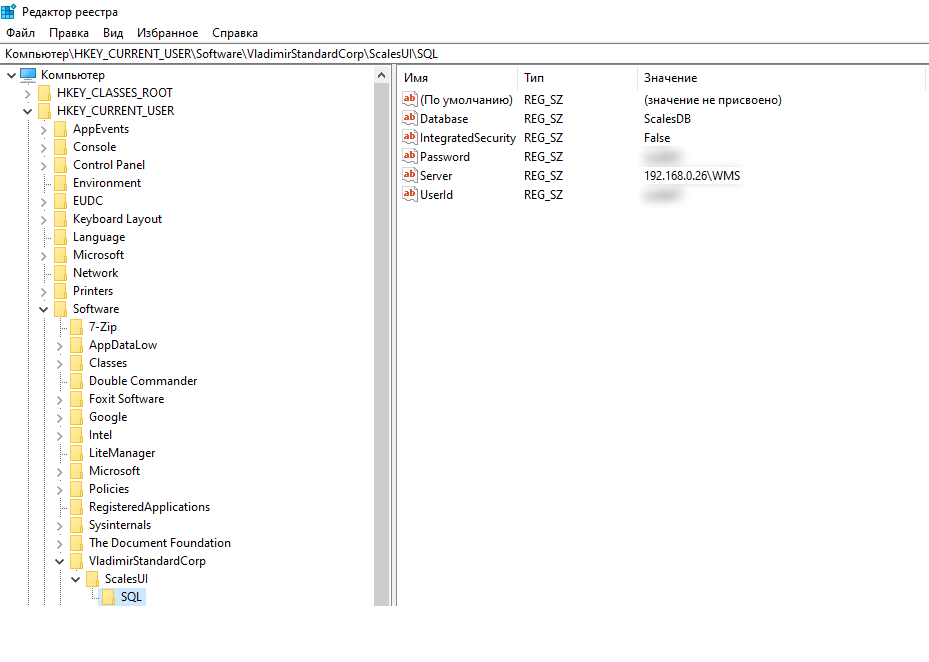 Редактор реестра
Файл Правка Вид Избранное Справка
Компьютер\HKEY_CURRENT_USER\Software\VladimirStandardCorp\ScalesUI\SQL
Компьютер
HKEY_CLASSES_ROOT
HKEY_CURRENT_USER
AppEvents
Console
Control Panel
Environment
EUDC
Keyboard Layout
Language
Microsoft
Network
Printers
Software
7-Zip
AppDataLow
Classes
Double Commander
Foxit Software
Google
Intel
LiteManager
Microsoft
Policies
RegisteredApplications
Sysinternals
The Document Foundation
VladimirStandardCorp
ScalesUI
SQL
Имя Тип Значение
(По умолчанию) REG_SZ (значение не присвоено)
Database REG_SZ ScalesDB
IntegratedSecurity REG_SZ False
Password REG_SZ
Server REG_SZ 192.168.0.26\WMS
UserId REG_SZ